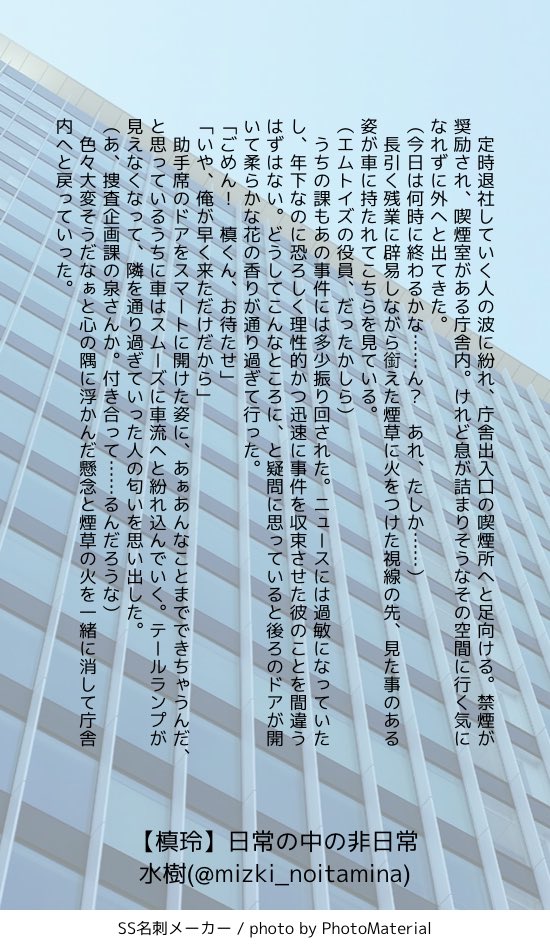 定時退社していく人の波に紛れ、庁舎出入口の喫煙所へと足向ける。禁煙が
奨励され、喫煙室がある庁舎内。けれど息が詰まりそうなその空間に行く気に
なれずに外へと出てきた。
（今日は何時に終わるかな……ん？　あれ、たしか……）
　長引く残業に辟易しながら銜えた煙草に火をつけた視線の先、見た事のある
姿が車に持たれてこちらを見ている。
（エムトイズの役員、だったかしら）
　うちの課もあの事件には多少振り回された。ニュースには過敏になっていた
し、年下なのに恐ろしく理性的かつ迅速に事件を収束させた彼のことを間違う
はずはない。どうしてこんなところに、と疑問に思っていると後ろのドアが開
いて柔らかな花の香りが通り過ぎて行った。
「ごめん！　槙くん、お待たせ」
「いや、俺が早く来ただけだから」
　助手席のドアをスマートに開けた姿に、あぁあんなことまでできちゃうんだ、
と思っているうちに車はスムーズに車流へと紛れ込んでいく。テールランプが
見えなくなって、隣を通り過ぎていった人の匂いを思い出した。
（あ、捜査企画課の泉さんか。付き合って……るんだろうな）
　色々大変そうだなぁと心の隅に浮かんだ懸念と煙草の火を一緒に消して庁舎
内へと戻っていった。
【槙玲】日常の中の非日常
水樹(@mizki_noitamina)
SS名刺メーカー / photo by PhotoMaterial